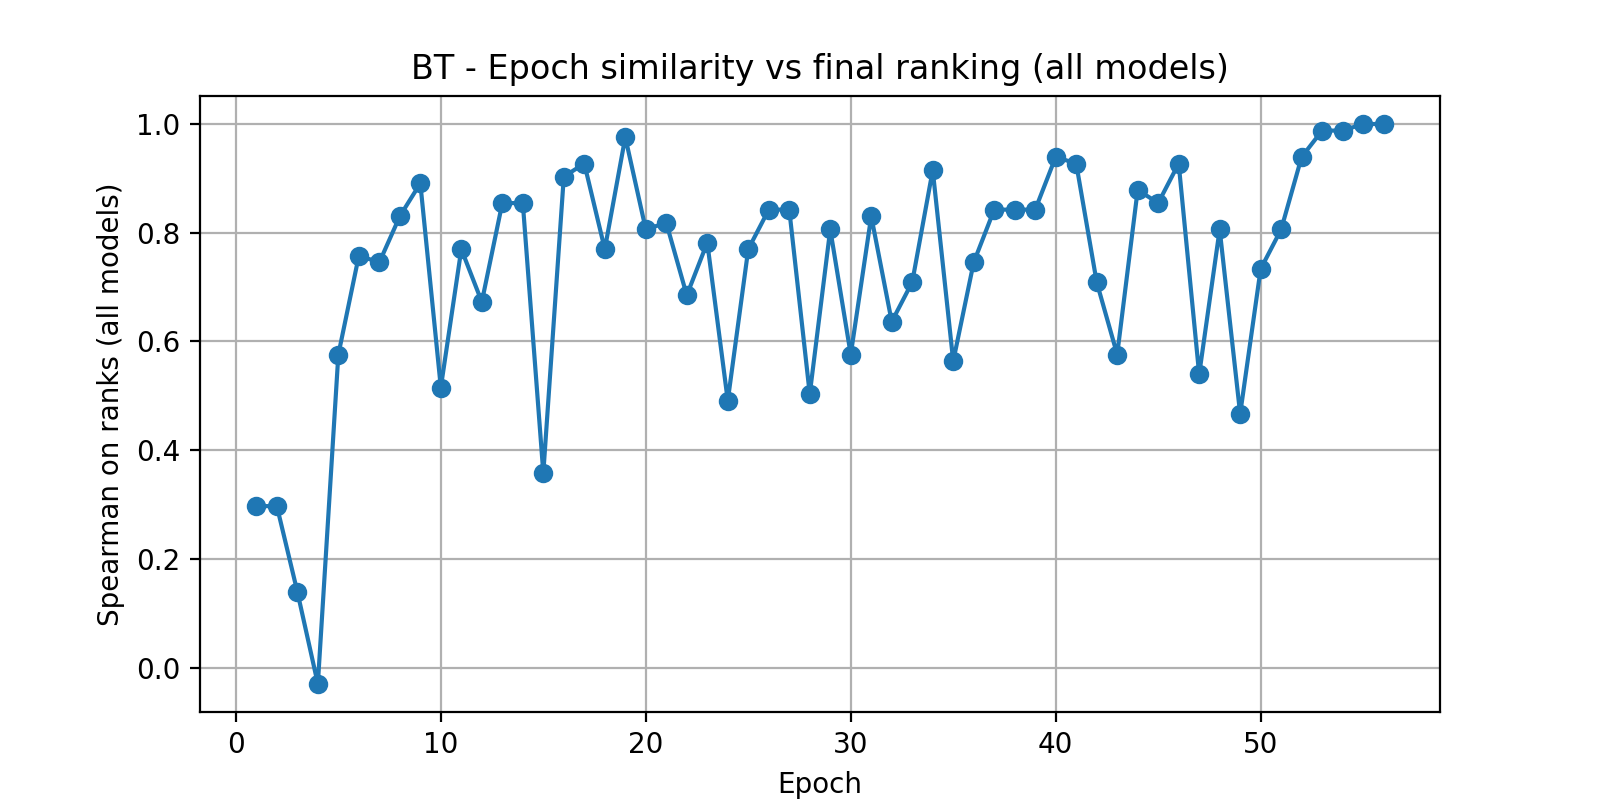 BT - Epoch similarity vs final ranking (all models)
Spearman on ranks (all models)
1.0
0.8
0.6
0.4
0.2
0.0
0 10 20 30 40 50
Epoch